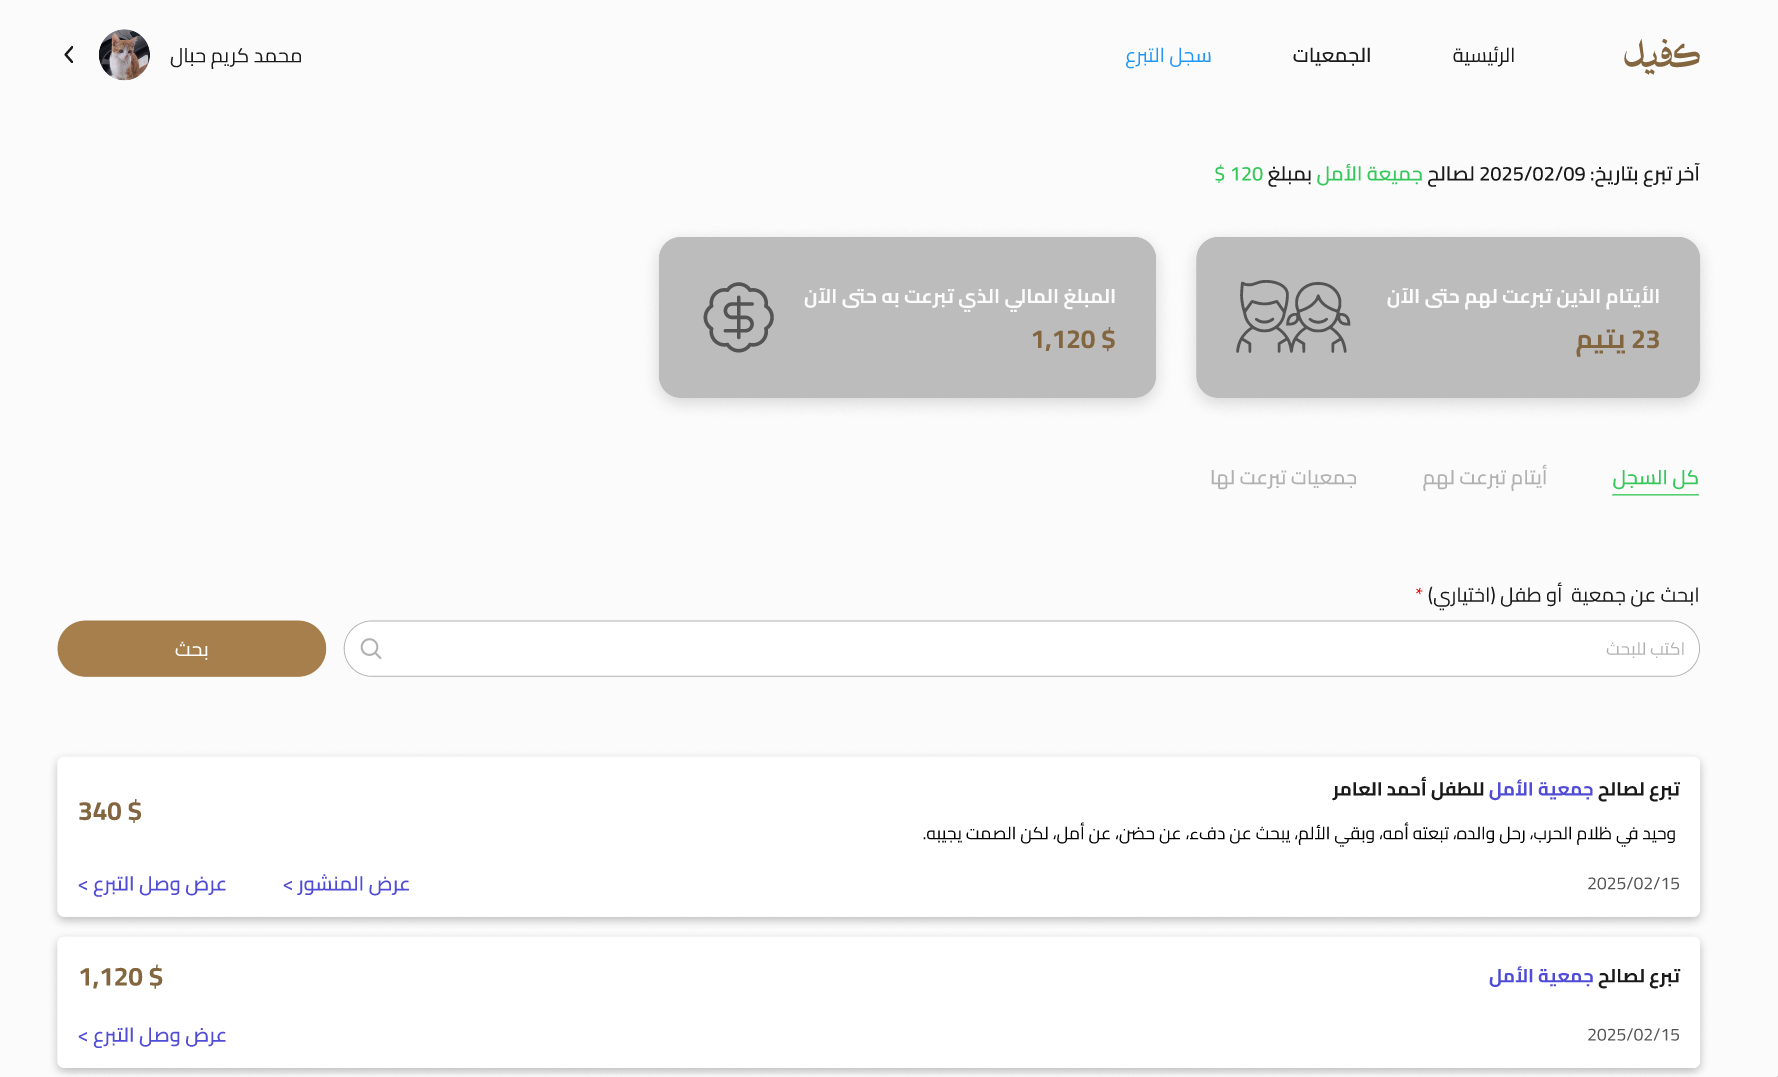 كفيل
الرئيسية
الجمعيات
سجل التبرع
محمد كريم حبال
آخر تبرع بتاريخ: 2025/02/09 لصالح جميعة الأمل بمبلغ 120 $
الأيتام الذين تبرعت لهم حتى الآن
23 يتيم
المبلغ المالي الذي تبرعت به حتى الآن
1,120 $
كل السجل
أيتام تبرعت لهم
جمعيات تبرعت لها
ابحث عن جمعية أو طفل (اختياري) *
اكتب للبحث
بحث
تبرع لصالح جمعية الأمل للطفل أحمد العامر
340 $
وحيد في ظلام الحرب، رحل والده، تبعته أمه، وبقي الألم، يبحث عن دفء، عن حضن، عن أمل، لكن الصمت يجيبه.
2025/02/15
عرض المنشور >
عرض وصل التبرع >
تبرع لصالح جمعية الأمل
1,120 $
2025/02/15
عرض وصل التبرع >